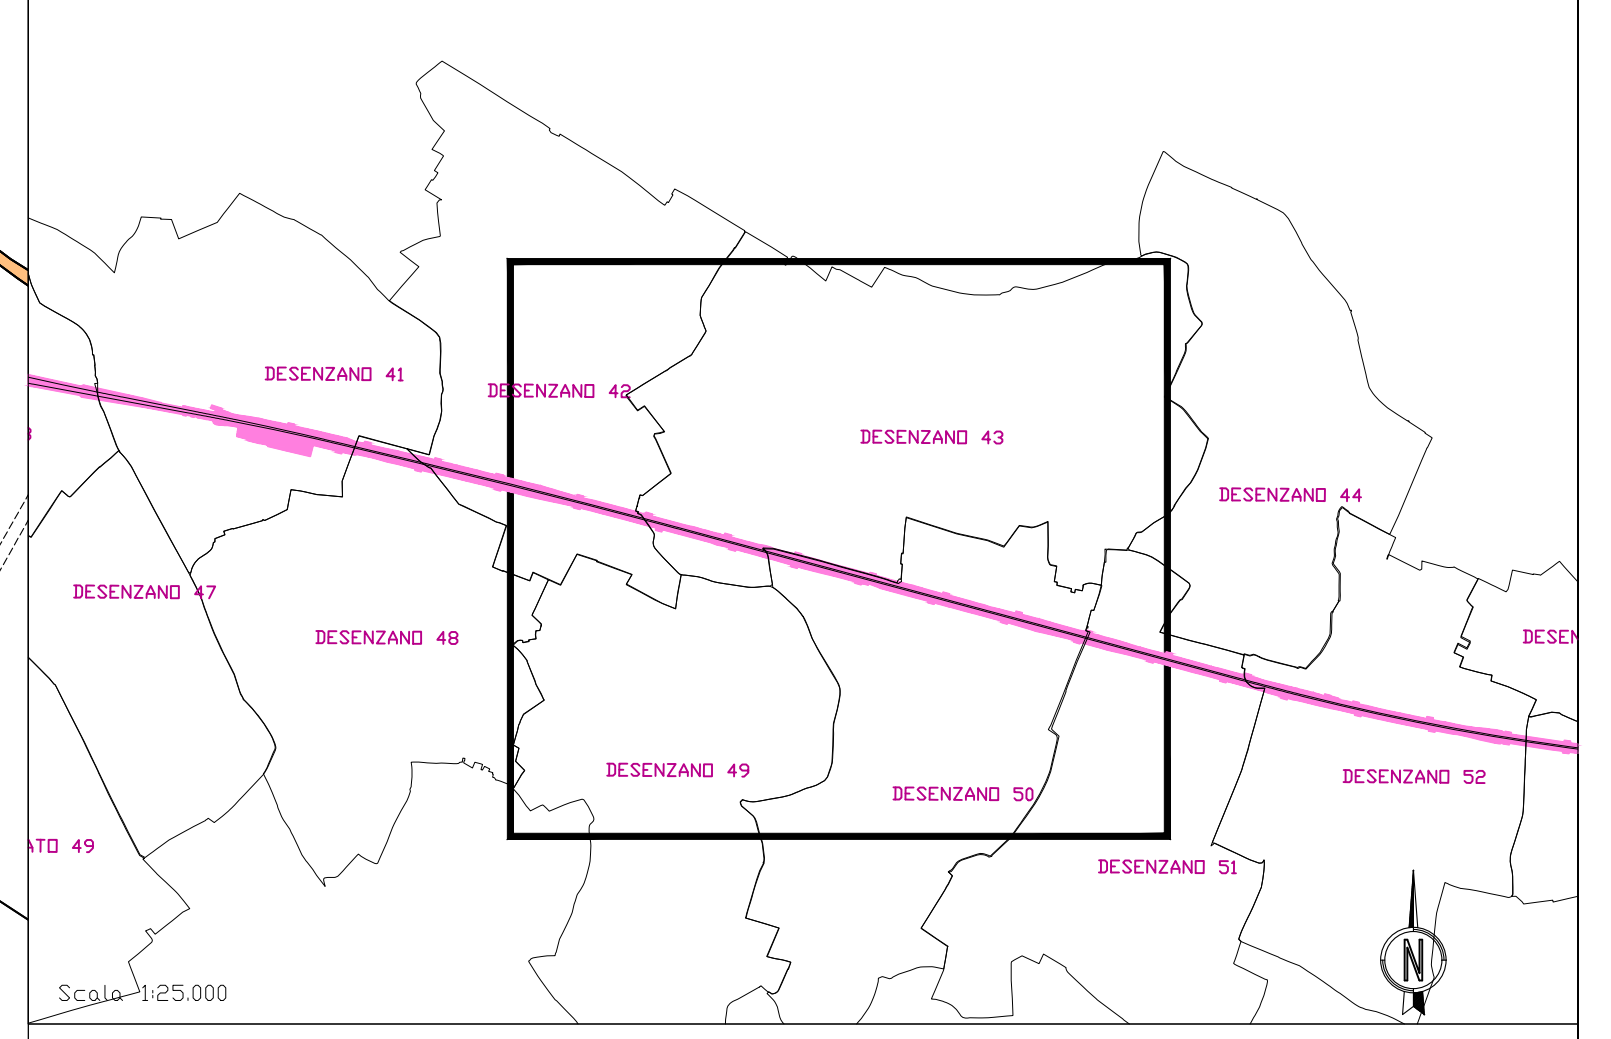 DESENZANO 41
DESENZANO 42
DESENZANO 43
DESENZANO 44
DESENZANO 47
DESENZANO 48
DESEN
DESENZANO 49
DESENZANO 52
DESENZANO 50
ATO 49
DESENZANO 51
N
Scala 1:25.000